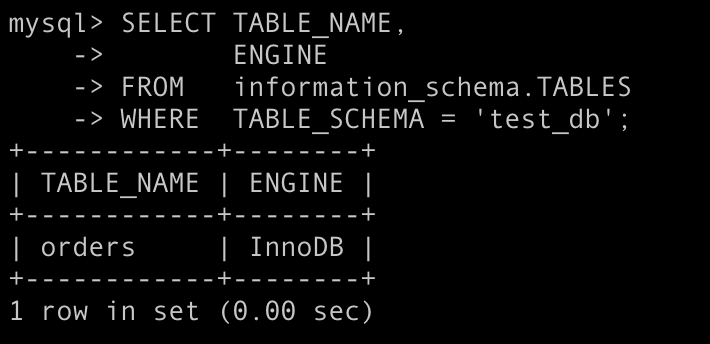 mysql> SELECT TABLE_NAME,
    ->        ENGINE
    -> FROM   information_schema.TABLES
    -> WHERE  TABLE_SCHEMA = 'test_db';
+------------+--------+
| TABLE_NAME | ENGINE |
+------------+--------+
| orders     | InnoDB |
+------------+--------+
1 row in set (0.00 sec)